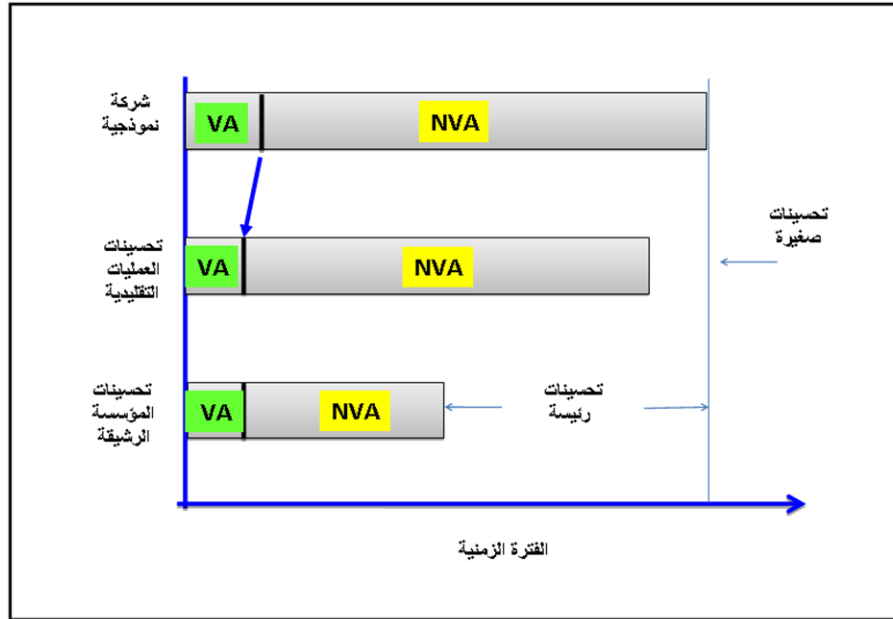 شركة
نموذجية
VA
NVA
تحسينات
صغيرة
تحسينات
العمليات
التقليدية
VA
NVA
تحسينات
المؤسسة
الرشيقة
VA
NVA
تحسينات
رئيسة
الفترة الزمنية